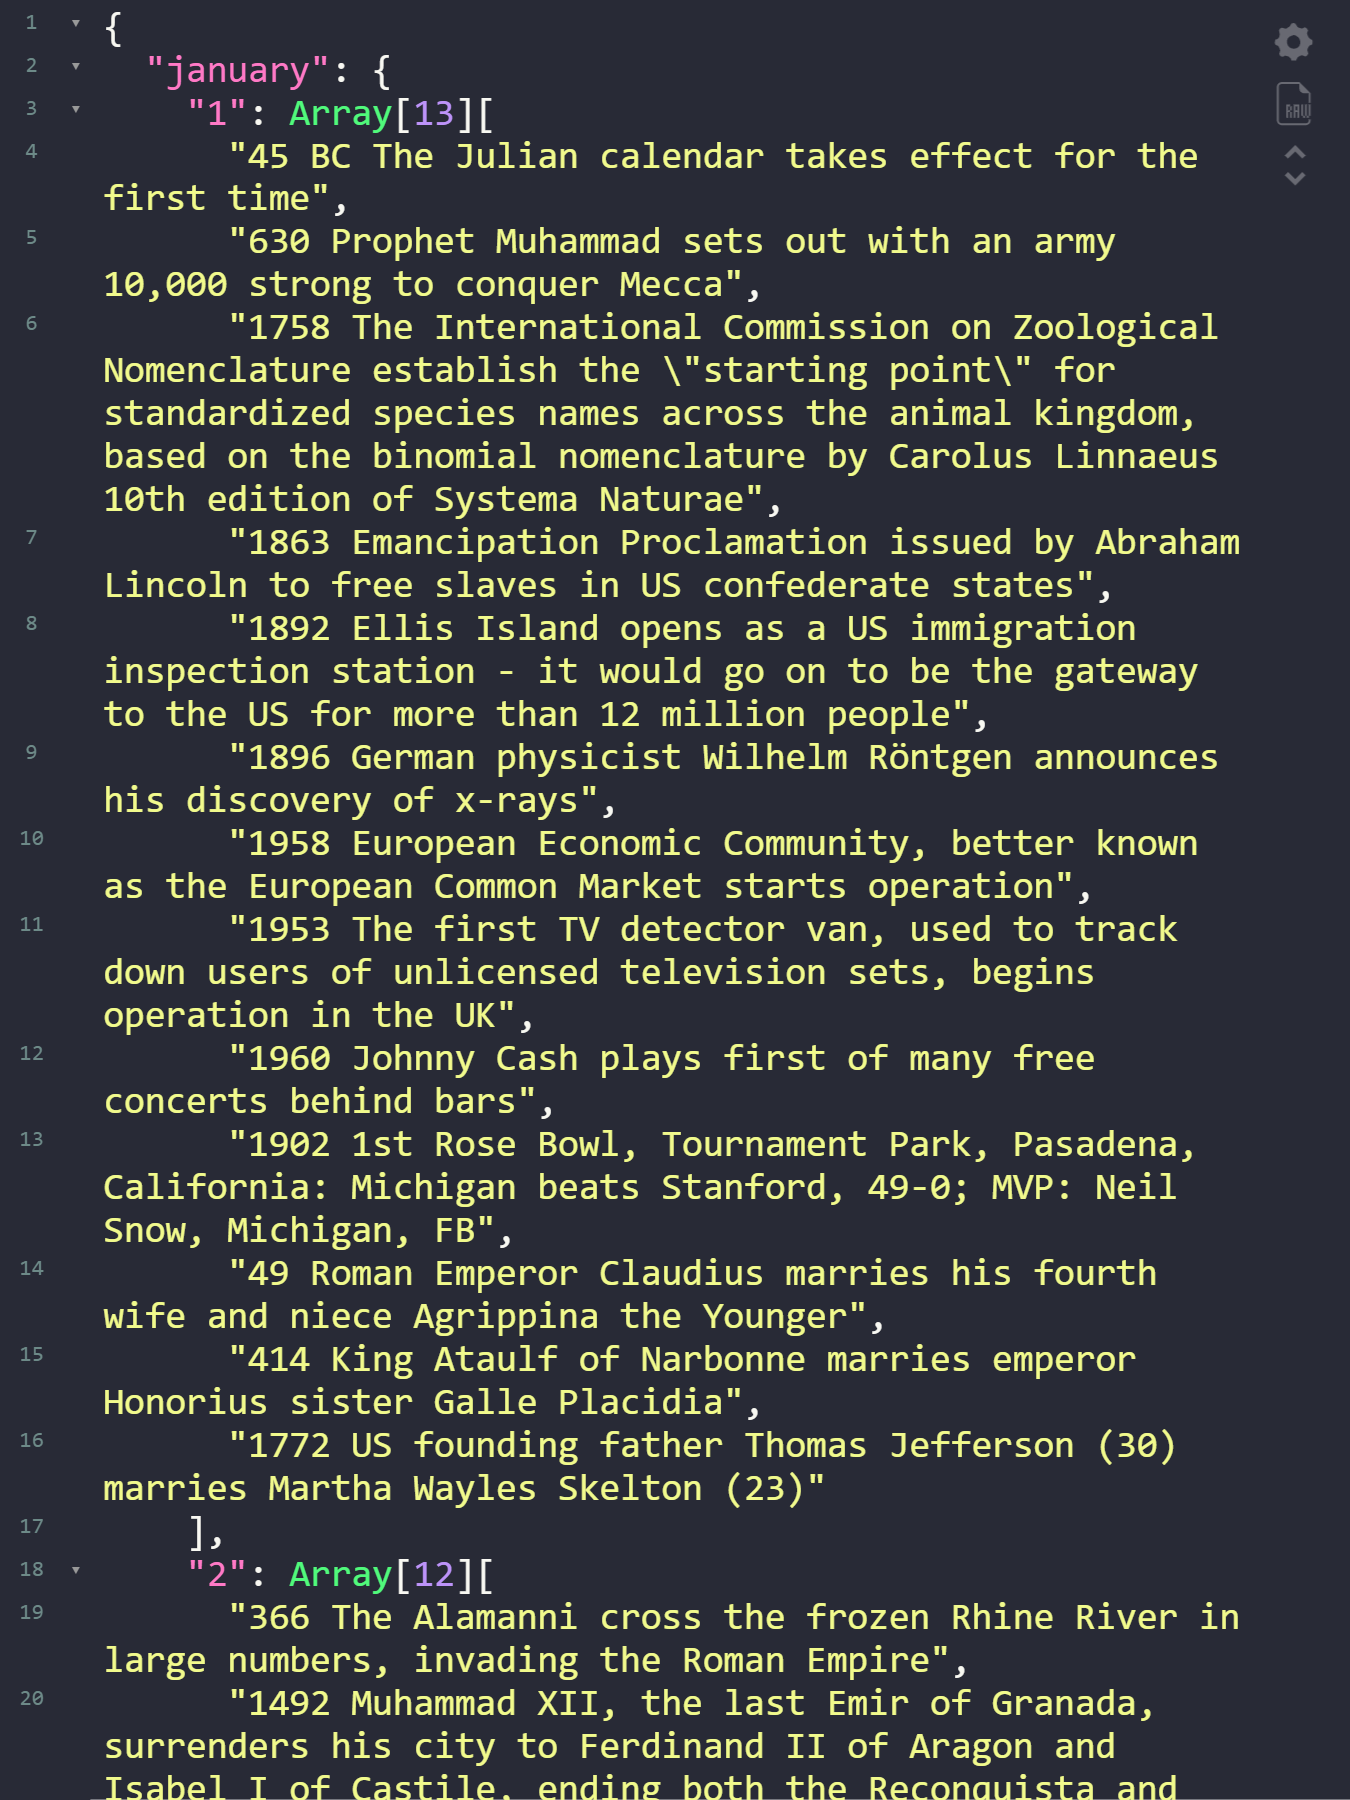 1 {
2 "january": {
3 "1": Array[13][
4 "45 BC The Julian calendar takes effect for the
first time",
5 "630 Prophet Muhammad sets out with an army
10,000 strong to conquer Mecca",
6 "1758 The International Commission on Zoological
Nomenclature establish the \"starting point\" for
standardized species names across the animal kingdom,
based on the binomial nomenclature by Carolus Linnaeus
10th edition of Systema Naturae",
7 "1863 Emancipation Proclamation issued by Abraham
Lincoln to free slaves in US confederate states",
8 "1892 Ellis Island opens as a US immigration
inspection station - it would go on to be the gateway
to the US for more than 12 million people",
9 "1896 German physicist Wilhelm Röntgen announces
his discovery of x-rays",
10 "1958 European Economic Community, better known
as the European Common Market starts operation",
11 "1953 The first TV detector van, used to track
down users of unlicensed television sets, begins
operation in the UK",
12 "1960 Johnny Cash plays first of many free
concerts behind bars",
13 "1902 1st Rose Bowl, Tournament Park, Pasadena,
California: Michigan beats Stanford, 49-0; MVP: Neil
Snow, Michigan, FB",
14 "49 Roman Emperor Claudius marries his fourth
wife and niece Agrippina the Younger",
15 "414 King Ataulf of Narbonne marries emperor
Honorius sister Galle Placidia",
16 "1772 US founding father Thomas Jefferson (30)
marries Martha Wayles Skelton (23)"
17 ],
18 "2": Array[12][
19 "366 The Alamanni cross the frozen Rhine River in
large numbers, invading the Roman Empire",
20 "1492 Muhammad XII, the last Emir of Granada,
surrenders his city to Ferdinand II of Aragon and
Isabel I of Castile, ending both the Reconquista and
RAW